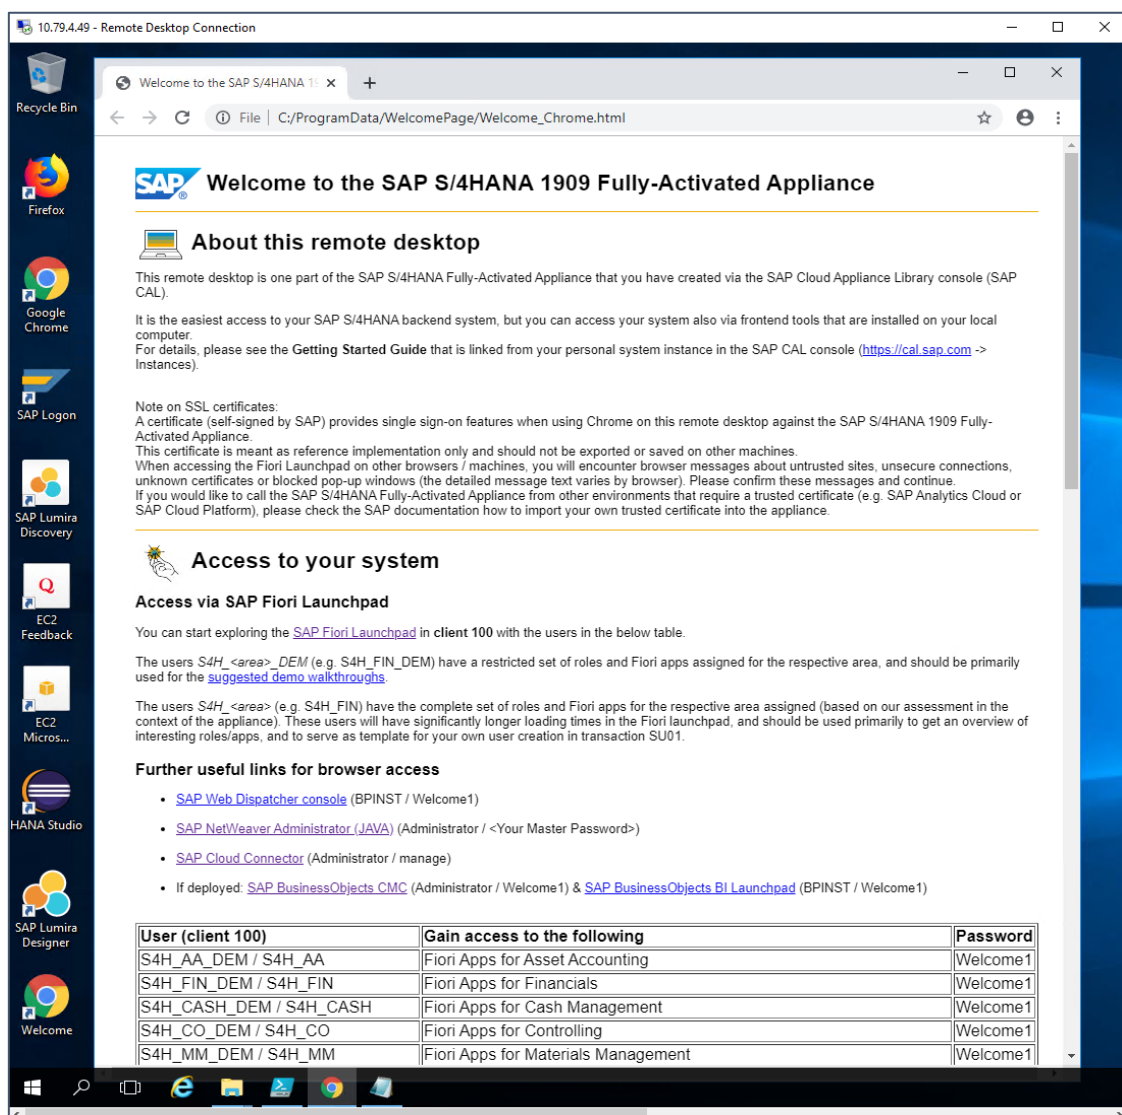 10.79.4.49 - Remote Desktop Connection
Recycle Bin
Firefox
Google
Chrome
SAP Logon
SAP Lumira
Discovery
Q
EC2
Feedback
EC2
Micros...
HANA Studio
SAP Lumira
Designer
Welcome
Welcome to the SAP S/4HANA 19
File | C:/ProgramData/WelcomePage/Welcome_Chrome.html
SAP ® Welcome to the SAP S/4HANA 1909 Fully-Activated Appliance
About this remote desktop
This remote desktop is one part of the SAP S/4HANA Fully-Activated Appliance that you have created via the SAP Cloud Appliance Library console (SAP
CAL).
It is the easiest access to your SAP S/4HANA backend system, but you can access your system also via frontend tools that are installed on your local
computer.
For details, please see the Getting Started Guide that is linked from your personal system instance in the SAP CAL console (https://cal.sap.com ->
Instances).
Note on SSL certificates:
A certificate (self-signed by SAP) provides single sign-on features when using Chrome on this remote desktop against the SAP S/4HANA 1909 Fully-
Activated Appliance.
This certificate is meant as reference implementation only and should not be exported or saved on other machines.
When accessing the Fiori Launchpad on other browsers / machines, you will encounter browser messages about untrusted sites, unsecure connections,
unknown certificates or blocked pop-up windows (the detailed message text varies by browser). Please confirm these messages and continue.
If you would like to call the SAP S/4HANA Fully-Activated Appliance from other environments that require a trusted certificate (e.g. SAP Analytics Cloud or
SAP Cloud Platform), please check the SAP documentation how to import your own trusted certificate into the appliance.
Access to your system
Access via SAP Fiori Launchpad
You can start exploring the SAP Fiori Launchpad in client 100 with the users in the below table.
The users S4H_<area>_DEM (e.g. S4H_FIN_DEM) have a restricted set of roles and Fiori apps assigned for the respective area, and should be primarily
used for the suggested demo walkthroughs.
The users S4H_<area> (e.g. S4H_FIN) have the complete set of roles and Fiori apps for the respective area assigned (based on our assessment in the
context of the appliance). These users will have significantly longer loading times in the Fiori launchpad, and should be used primarily to get an overview of
interesting roles/apps, and to serve as template for your own user creation in transaction SU01.
Further useful links for browser access
• SAP Web Dispatcher console (BPINST / Welcome1)
• SAP NetWeaver Administrator (JAVA) (Administrator / <Your Master Password>)
• SAP Cloud Connector (Administrator / manage)
• If deployed: SAP BusinessObjects CMC (Administrator / Welcome1) & SAP BusinessObjects BI Launchpad (BPINST / Welcome1)
User (client 100) Gain access to the following Password
S4H_AA_DEM / S4H_AA Fiori Apps for Asset Accounting Welcome1
S4H_FIN_DEM / S4H_FIN Fiori Apps for Financials Welcome1
S4H_CASH_DEM / S4H_CASH Fiori Apps for Cash Management Welcome1
S4H_CO_DEM / S4H_CO Fiori Apps for Controlling Welcome1
S4H_MM_DEM / S4H_MM Fiori Apps for Materials Management Welcome1